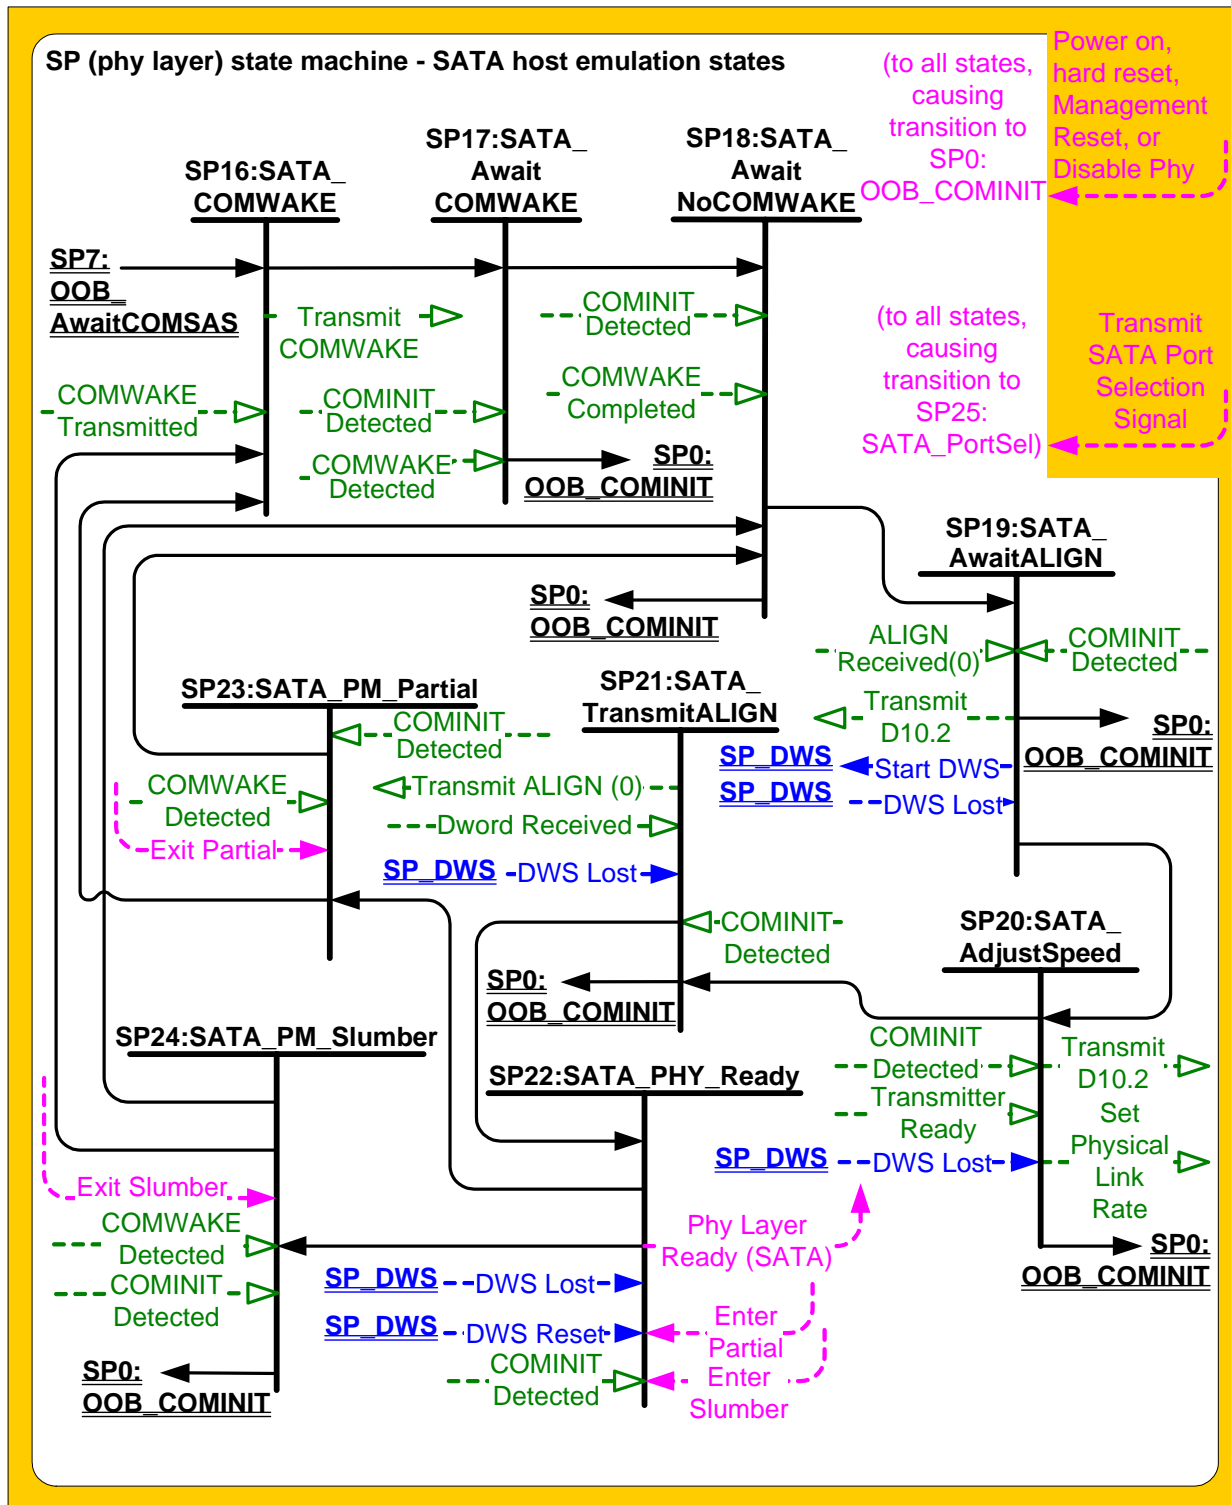 SP (phy layer) state machine - SATA host emulation states
(to all states,
causing
transition to
SP0:
OOB_COMINIT
Power on,
hard reset,
Management
Reset, or
Disable Phy
SP16:SATA_
COMWAKE
SP17:SATA_
Await
COMWAKE
SP18:SATA_
Await
NoCOMWAKE
SP7:
OOB_
AwaitCOMSAS
Transmit
COMWAKE
COMINIT
Detected
(to all states,
causing
transition to
SP25:
SATA_PortSel)
Transmit
SATA Port
Selection
Signal
COMWAKE
Transmitted
COMINIT
Detected
COMWAKE
Completed
COMWAKE
Detected
SP0:
OOB_COMINIT
SP19:SATA_
AwaitALIGN
SP0:
OOB_COMINIT
ALIGN
Received(0)
COMINIT
Detected
Transmit
D10.2
SP0:
OOB_COMINIT
SP_DWS
Start DWS
SP_DWS
DWS Lost
SP23:SATA_PM_Partial
COMINIT
Detected
COMWAKE
Detected
Exit Partial
SP21:SATA_
TransmitALIGN
Transmit ALIGN (0)
Dword Received
SP_DWS
DWS Lost
COMINIT
Detected
SP0:
OOB_COMINIT
SP20:SATA_
AdjustSpeed
COMINIT
Detected
Transmit
D10.2
Transmitter
Ready
Set
Physical
Link
Rate
SP_DWS
DWS Lost
SP0:
OOB_COMINIT
SP24:SATA_PM_Slumber
Exit Slumber
COMWAKE
Detected
COMINIT
Detected
SP0:
OOB_COMINIT
SP22:SATA_PHY_Ready
Phy Layer
Ready (SATA)
SP_DWS
DWS Lost
SP_DWS
DWS Reset
Enter
Partial
COMINIT
Detected
Enter
Slumber